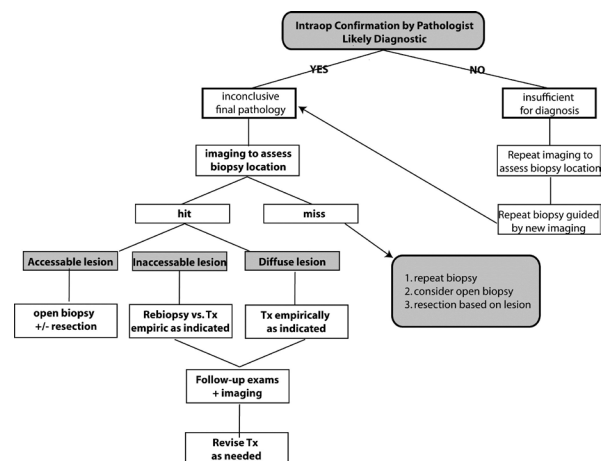 Intraop Confirmation by Pathologist
Likely Diagnostic
YES
NO
inconclusive
final pathology
insufficient
for diagnosis
imaging to assess
biopsy location
Repeat imaging to
assess biopsy location
hit
miss
Repeat biopsy guided
by new imaging
Accessable lesion
Inaccessable lesion
Diffuse lesion
1. repeat biopsy
2. consider open biopsy
3. resection based on lesion
open biopsy
+/- resection
Rebiopsy vs. Tx
empiric as indicated
Tx empirically
as indicated
Follow-up exams
+ imaging
Revise Tx
as needed